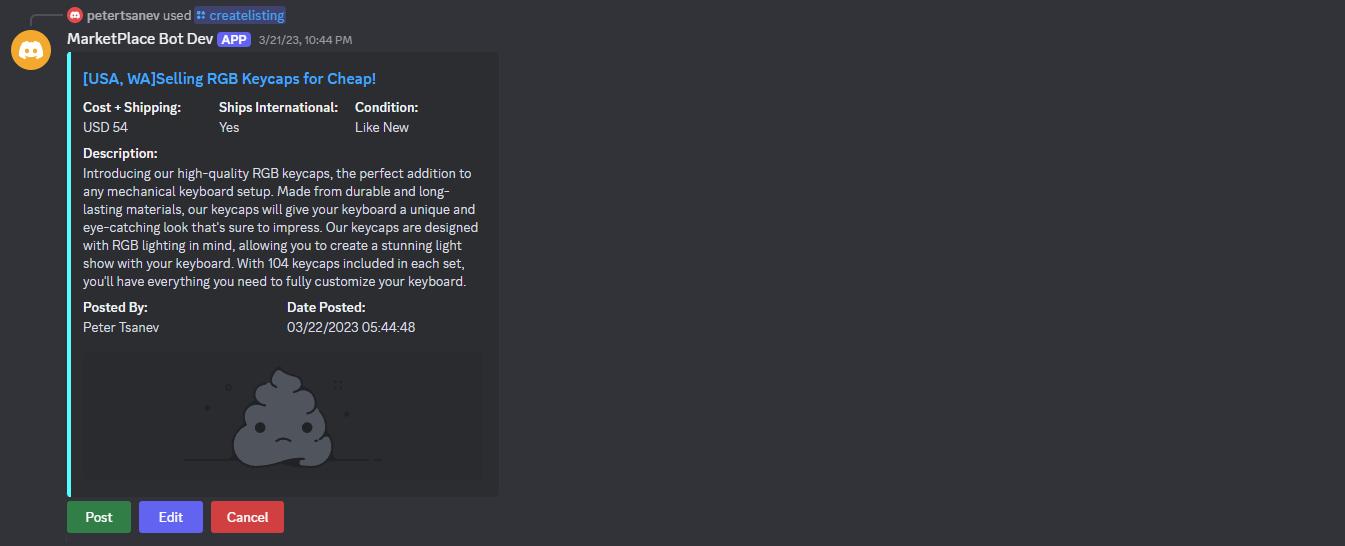 petertsanev used createlisting
MarketPlace Bot Dev APP 3/21/23, 10:44 PM
[USA, WA]Selling RGB Keycaps for Cheap!
Cost + Shipping: Ships International: Condition:
USD 54 Yes Like New
Description:
Introducing our high-quality RGB keycaps, the perfect addition to
any mechanical keyboard setup. Made from durable and long-
lasting materials, our keycaps will give your keyboard a unique and
eye-catching look that's sure to impress. Our keycaps are designed
with RGB lighting in mind, allowing you to create a stunning light
show with your keyboard. With 104 keycaps included in each set,
you'll have everything you need to fully customize your keyboard.
Posted By: Date Posted:
Peter Tsanev 03/22/2023 05:44:48
Post Edit Cancel